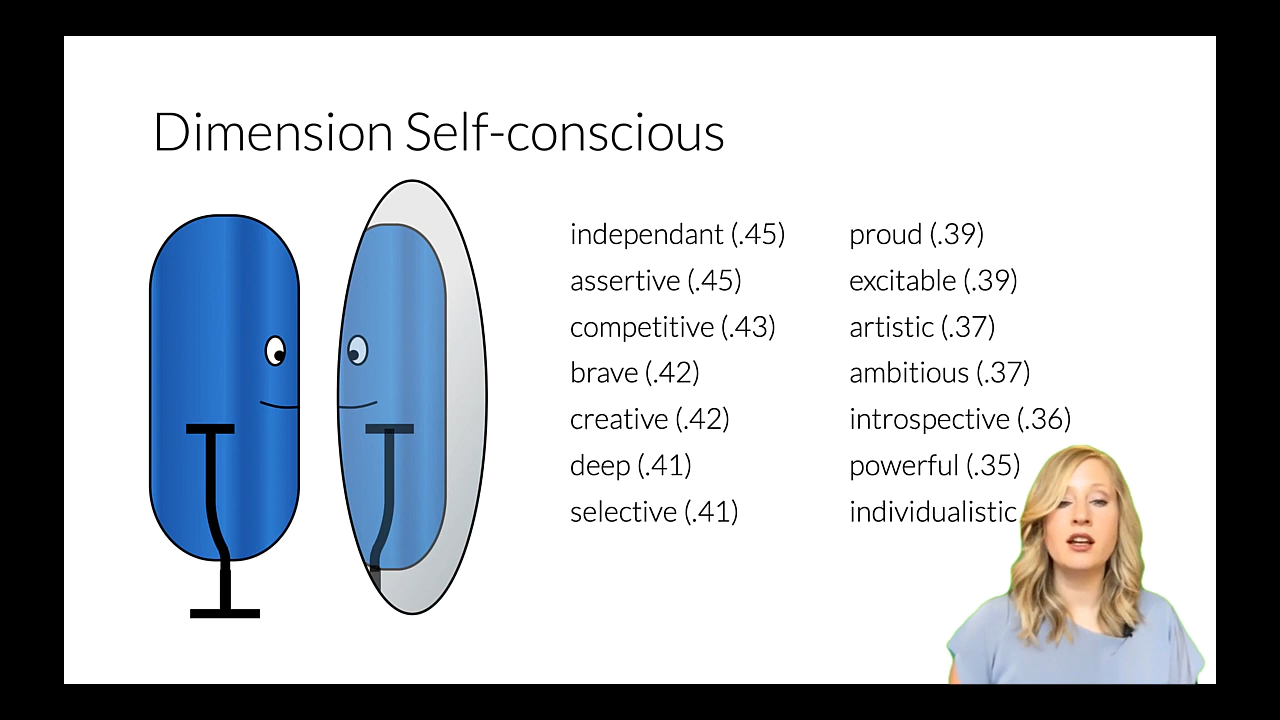 Dimension Self-conscious
independant (.45)
assertive (.45)
competitive (.43)
brave (.42)
creative (.42)
deep (.41)
selective (.41)
proud (.39)
excitable (.39)
artistic (.37)
ambitious (.37)
introspective (.36)
powerful (.35)
individualistic